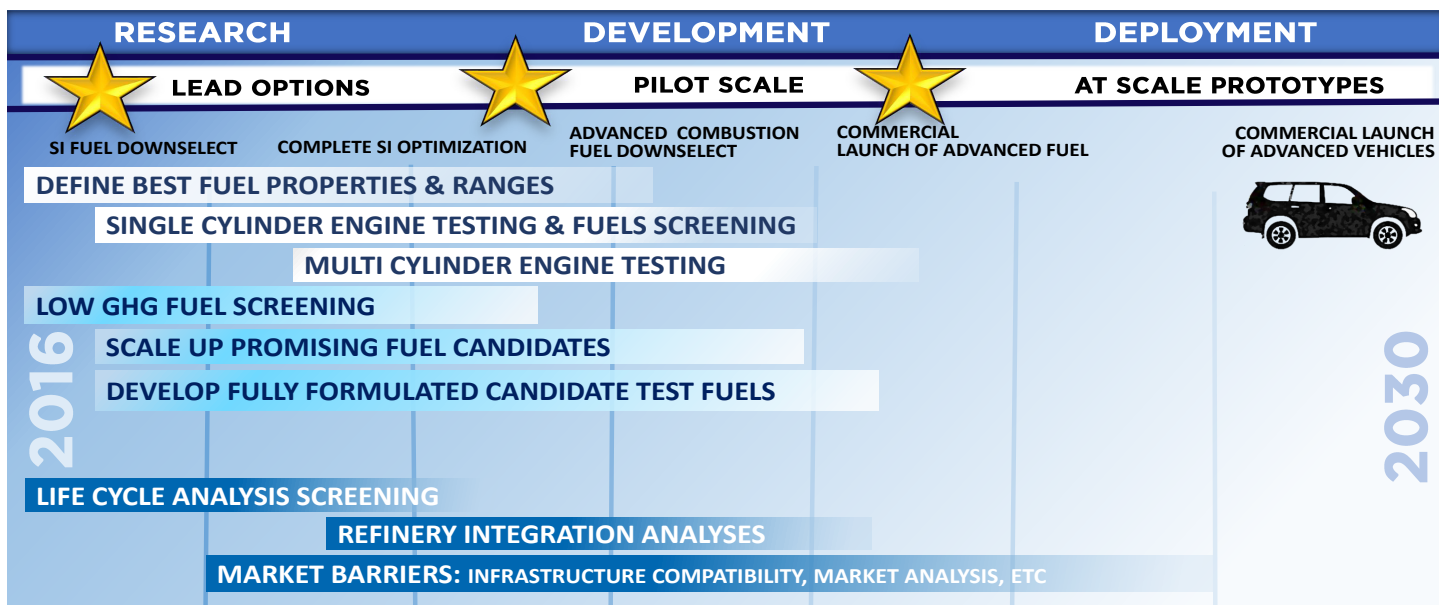 RESEARCH DEVELOPMENT DEPLOYMENT
LEAD OPTIONS PILOT SCALE AT SCALE PROTOTYPES
SI FUEL DOWNSELECT
COMPLETE SI OPTIMIZATION
ADVANCED COMBUSTION
FUEL DOWNSELECT
COMMERCIAL
LAUNCH OF ADVANCED FUEL
COMMERCIAL LAUNCH
OF ADVANCED VEHICLES
DEFINE BEST FUEL PROPERTIES & RANGES
SINGLE CYLINDER ENGINE TESTING & FUELS SCREENING
MULTI CYLINDER ENGINE TESTING
LOW GHG FUEL SCREENING
SCALE UP PROMISING FUEL CANDIDATES
DEVELOP FULLY FORMULATED CANDIDATE TEST FUELS
2016
2030
LIFE CYCLE ANALYSIS SCREENING
REFINERY INTEGRATION ANALYSES
MARKET BARRIERS: INFRASTRUCTURE COMPATIBILITY, MARKET ANALYSIS, ETC